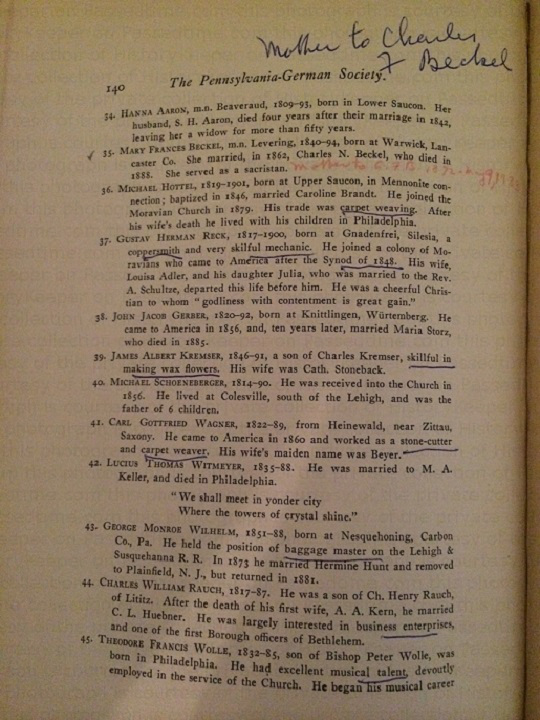 Mother to Charles
F Beckel
140 The Pennsylvania-German Society.
34. HANNA AARON, m.n. Beaveraud, 1809-93, born in Lower Saucon. Her
husband, S. H. Aaron, died four years after their marriage in 1842,
leaving her a widow for more than fifty years.
35. MARY FRANCES BECKEL, m.n. Levering, 1840-94, born at Warwick, Lan-
caster Co. She married, in 1862, Charles N. Beckel, who died in
1888. She served as a sacristan. mother to C. F. B.
36. MICHAEL HOTTEL, 1819-1901, born at Upper Saucon, in Mennonite con-
nection; baptized in 1846, married Caroline Brandt. He joined the
Moravian Church in 1879. His trade was carpet weaving. After
his wife's death he lived with his children in Philadelphia.
37. GUSTAV HERMAN RECK, 1817-1900, born at Gnadenfrei, Silesia, a
coppersmith and very skilful mechanic. He joined a colony of Mo-
ravians who came to America after the Synod of 1848. His wife,
Louisa Adler, and his daughter Julia, who was married to the Rev.
A. Schultze, departed this life before him. He was a cheerful Chris-
tian to whom "godliness with contentment is great gain."
38. JOHN JACOB GERBER, 1820-92, born at Knittlingen, Würtenberg. He
came to America in 1856, and, ten years later, married Maria Storz,
who died in 1885.
39. JAMES ALBERT KREMSER, 1846-91, a son of Charles Kremser, skillful in
making wax flowers. His wife was Cath. Stoneback.
40. MICHAEL SCHOENEBERGER, 1814-90. He was received into the Church in
1856. He lived at Colesville, south of the Lehigh, and was the
father of 6 children.
41. CARL GOTTFRIED WAGNER, 1822-89, from Heinewald, near Zittau,
Saxony. He came to America in 1860 and worked as a stone-cutter
and carpet weaver. His wife's maiden name was Beyer.
42. LUCIUS THOMAS WITMEYER, 1835-88. He was married to M. A.
Keller, and died in Philadelphia.
"We shall meet in yonder city
Where the towers of crystal shine."
43. GEORGE MONROE WILHELM, 1851-88, born at Nesquehoning, Carbon
Co., Pa. He held the position of baggage master on the Lehigh &
Susquehanna R. R. In 1873 he married Hermine Hunt and removed
to Plainfield, N. J., but returned in 1881.
44. CHARLES WILLIAM RAUCH, 1817-87. He was a son of Ch. Henry Rauch,
of Lititz. After the death of his first wife, A. A. Kern, he married
C. L. Huebner. He was largely interested in business enterprises,
and one of the first Borough officers of Bethlehem.
45. THEODORE FRANCIS WOLLE, 1832-85, son of Bishop Peter Wolle, was
born in Philadelphia. He had excellent musical talent, devoutly
employed in the service of the Church. He began his musical career